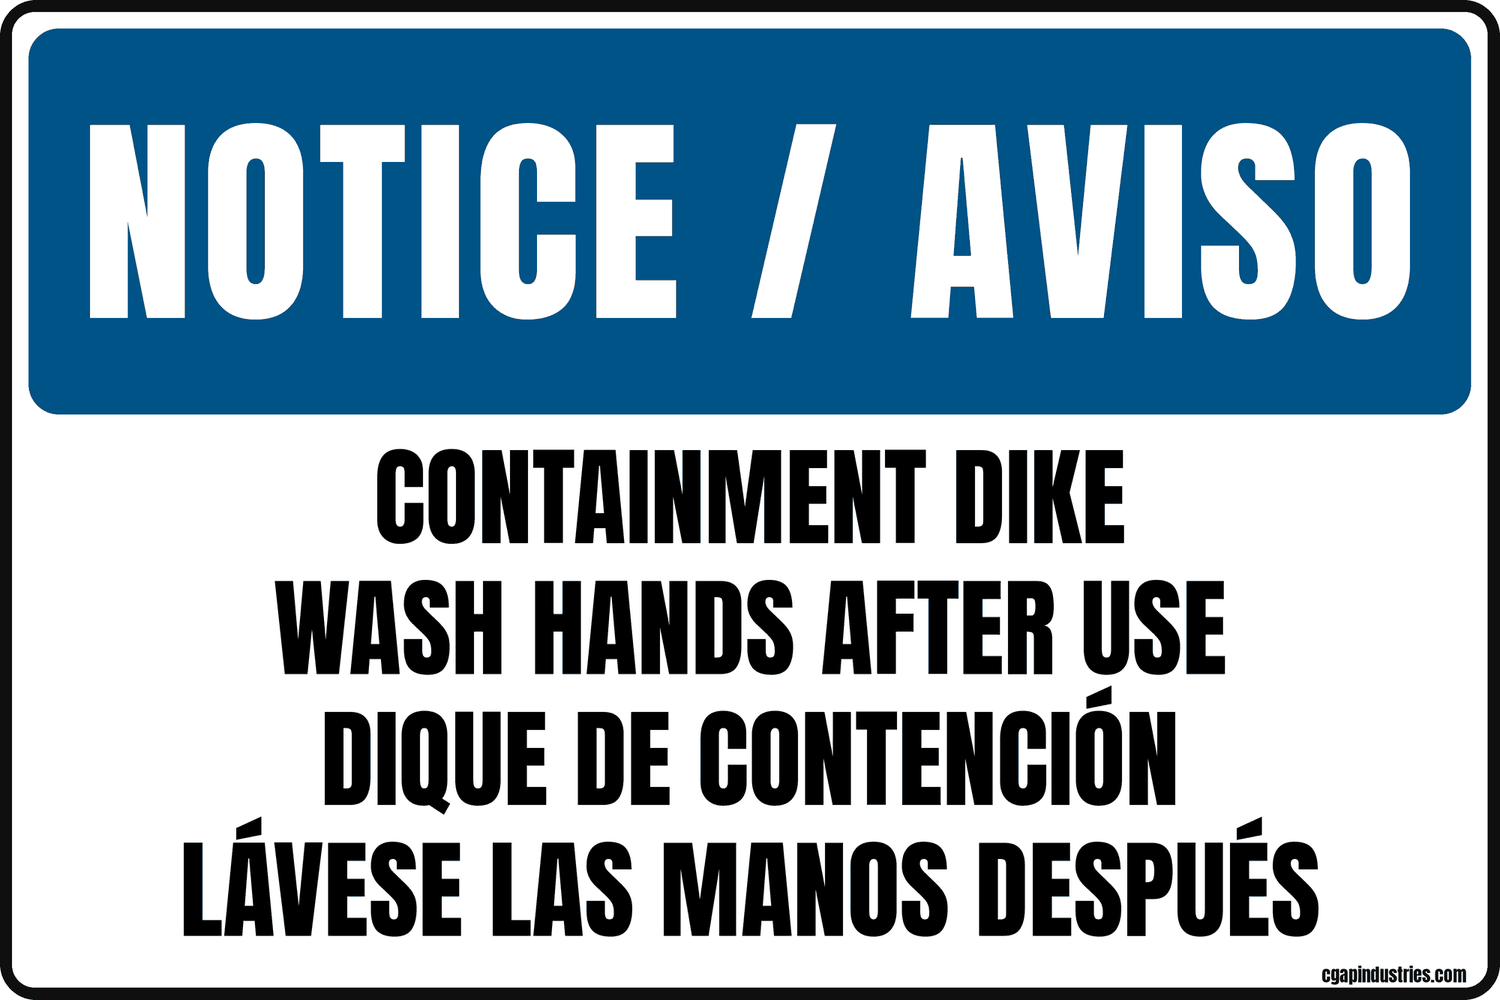 NOTICE / AVISO
CONTAINMENT DIKE
WASH HANDS AFTER USE
DIQUE DE CONTENCIÓN
LÁVESE LAS MANOS DESPUÉS
cgapindustries.com